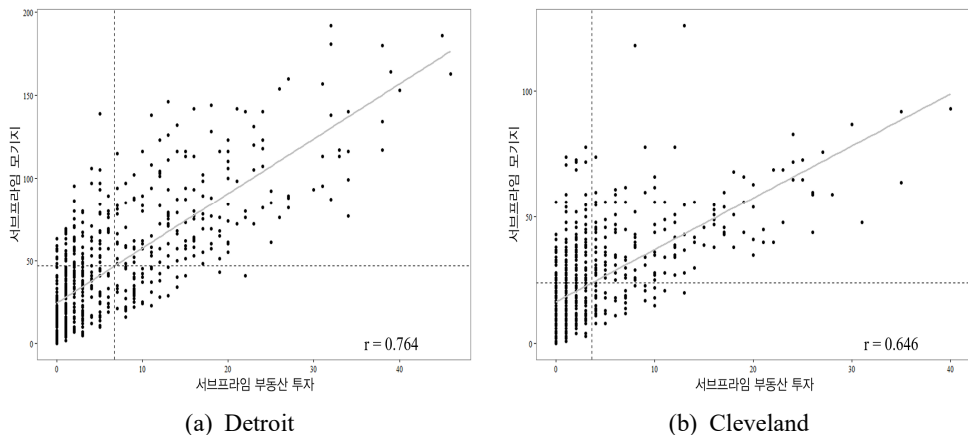 200
150
100
50
0
서브프라임 모기지
r = 0.764
0 10 20 30 40
서브프라임 부동산 투자
(a) Detroit
100
50
0
서브프라임 모기지
r = 0.646
0 10 20 30 40
서브프라임 부동산 투자
(b) Cleveland